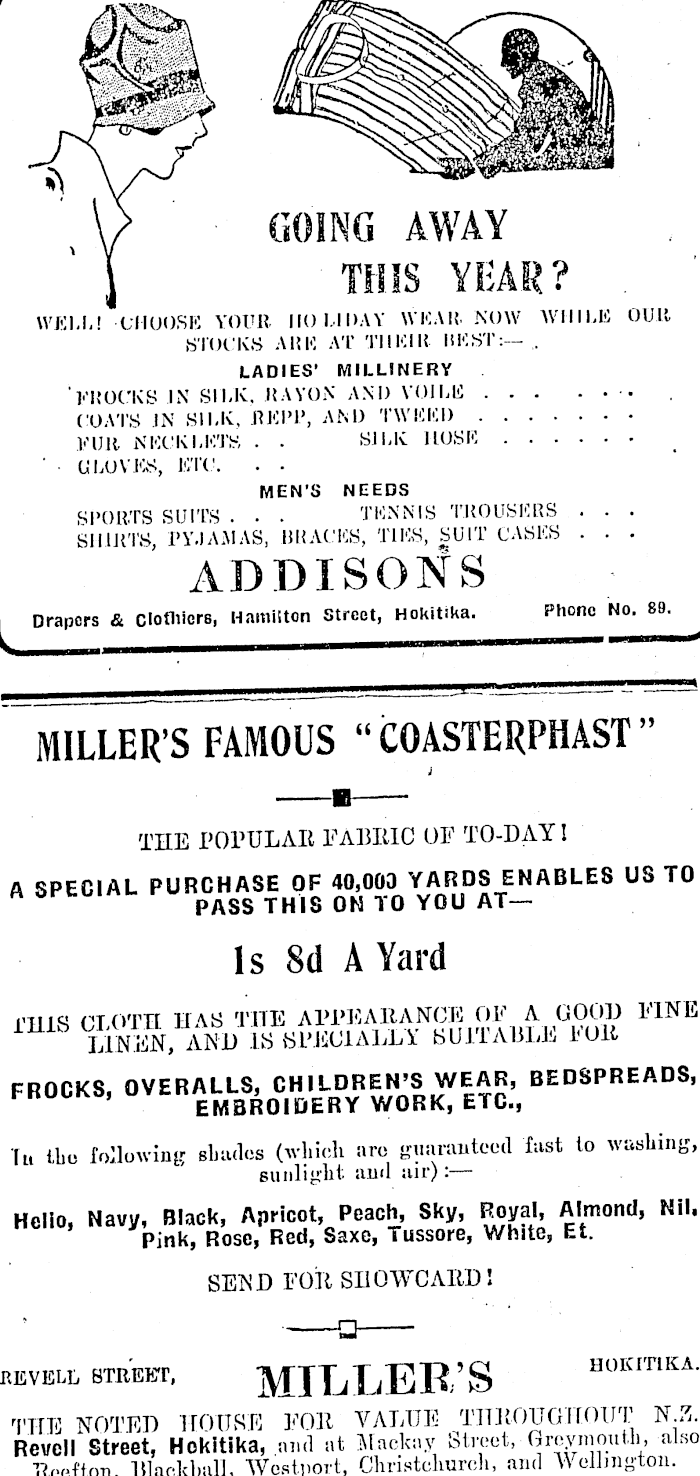 GOING AWAY
THIS YEAR?
WELL! CHOOSE YOUR HOLIDAY WEAR NOW WHILE OUR
STOCKS ARE AT THEIR BEST:—
LADIES' MILLINERY
FROCKS IN SILK, RAYON AND VOILE . . . . . . .
COATS IN SILK, REPP, AND TWEED . . . . . . .
FUR NECKLETS . . SILK HOSE . . . . . .
GLOVES, ETC. . .
MEN'S NEEDS
SPORTS SUITS . . . TENNIS TROUSERS . . .
SHIRTS, PYJAMAS, BRACES, TIES, SUIT CASES . . .
ADDISONS
Drapers & Clothiers, Hamilton Street, Hokitika. Phone No. 89.
MILLER'S FAMOUS "COASTERPHAST"
THE POPULAR FABRIC OF TO-DAY!
A SPECIAL PURCHASE OF 40,000 YARDS ENABLES US TO
PASS THIS ON TO YOU AT—
1s 8d A Yard
THIS CLOTH HAS THE APPEARANCE OF A GOOD FINE
LINEN, AND IS SPECIALLY SUITABLE FOR
FROCKS, OVERALLS, CHILDREN'S WEAR, BEDSPREADS,
EMBROIDERY WORK, ETC.,
In the following shades (which are guaranteed fast to washing,
sunlight and air):—
Helio, Navy, Black, Apricot, Peach, Sky, Royal, Almond, Nil,
Pink, Rose, Red, Saxe, Tussore, White, Et.
SEND FOR SHOWCARD!
REVELL STREET, MILLER'S HOKITIKA.
THE NOTED HOUSE FOR VALUE THROUGHOUT N.Z.
Revell Street, Hokitika, and at Mackay Street, Greymouth, also
Reefton, Blackball, Westport, Christchurch, and Wellington.